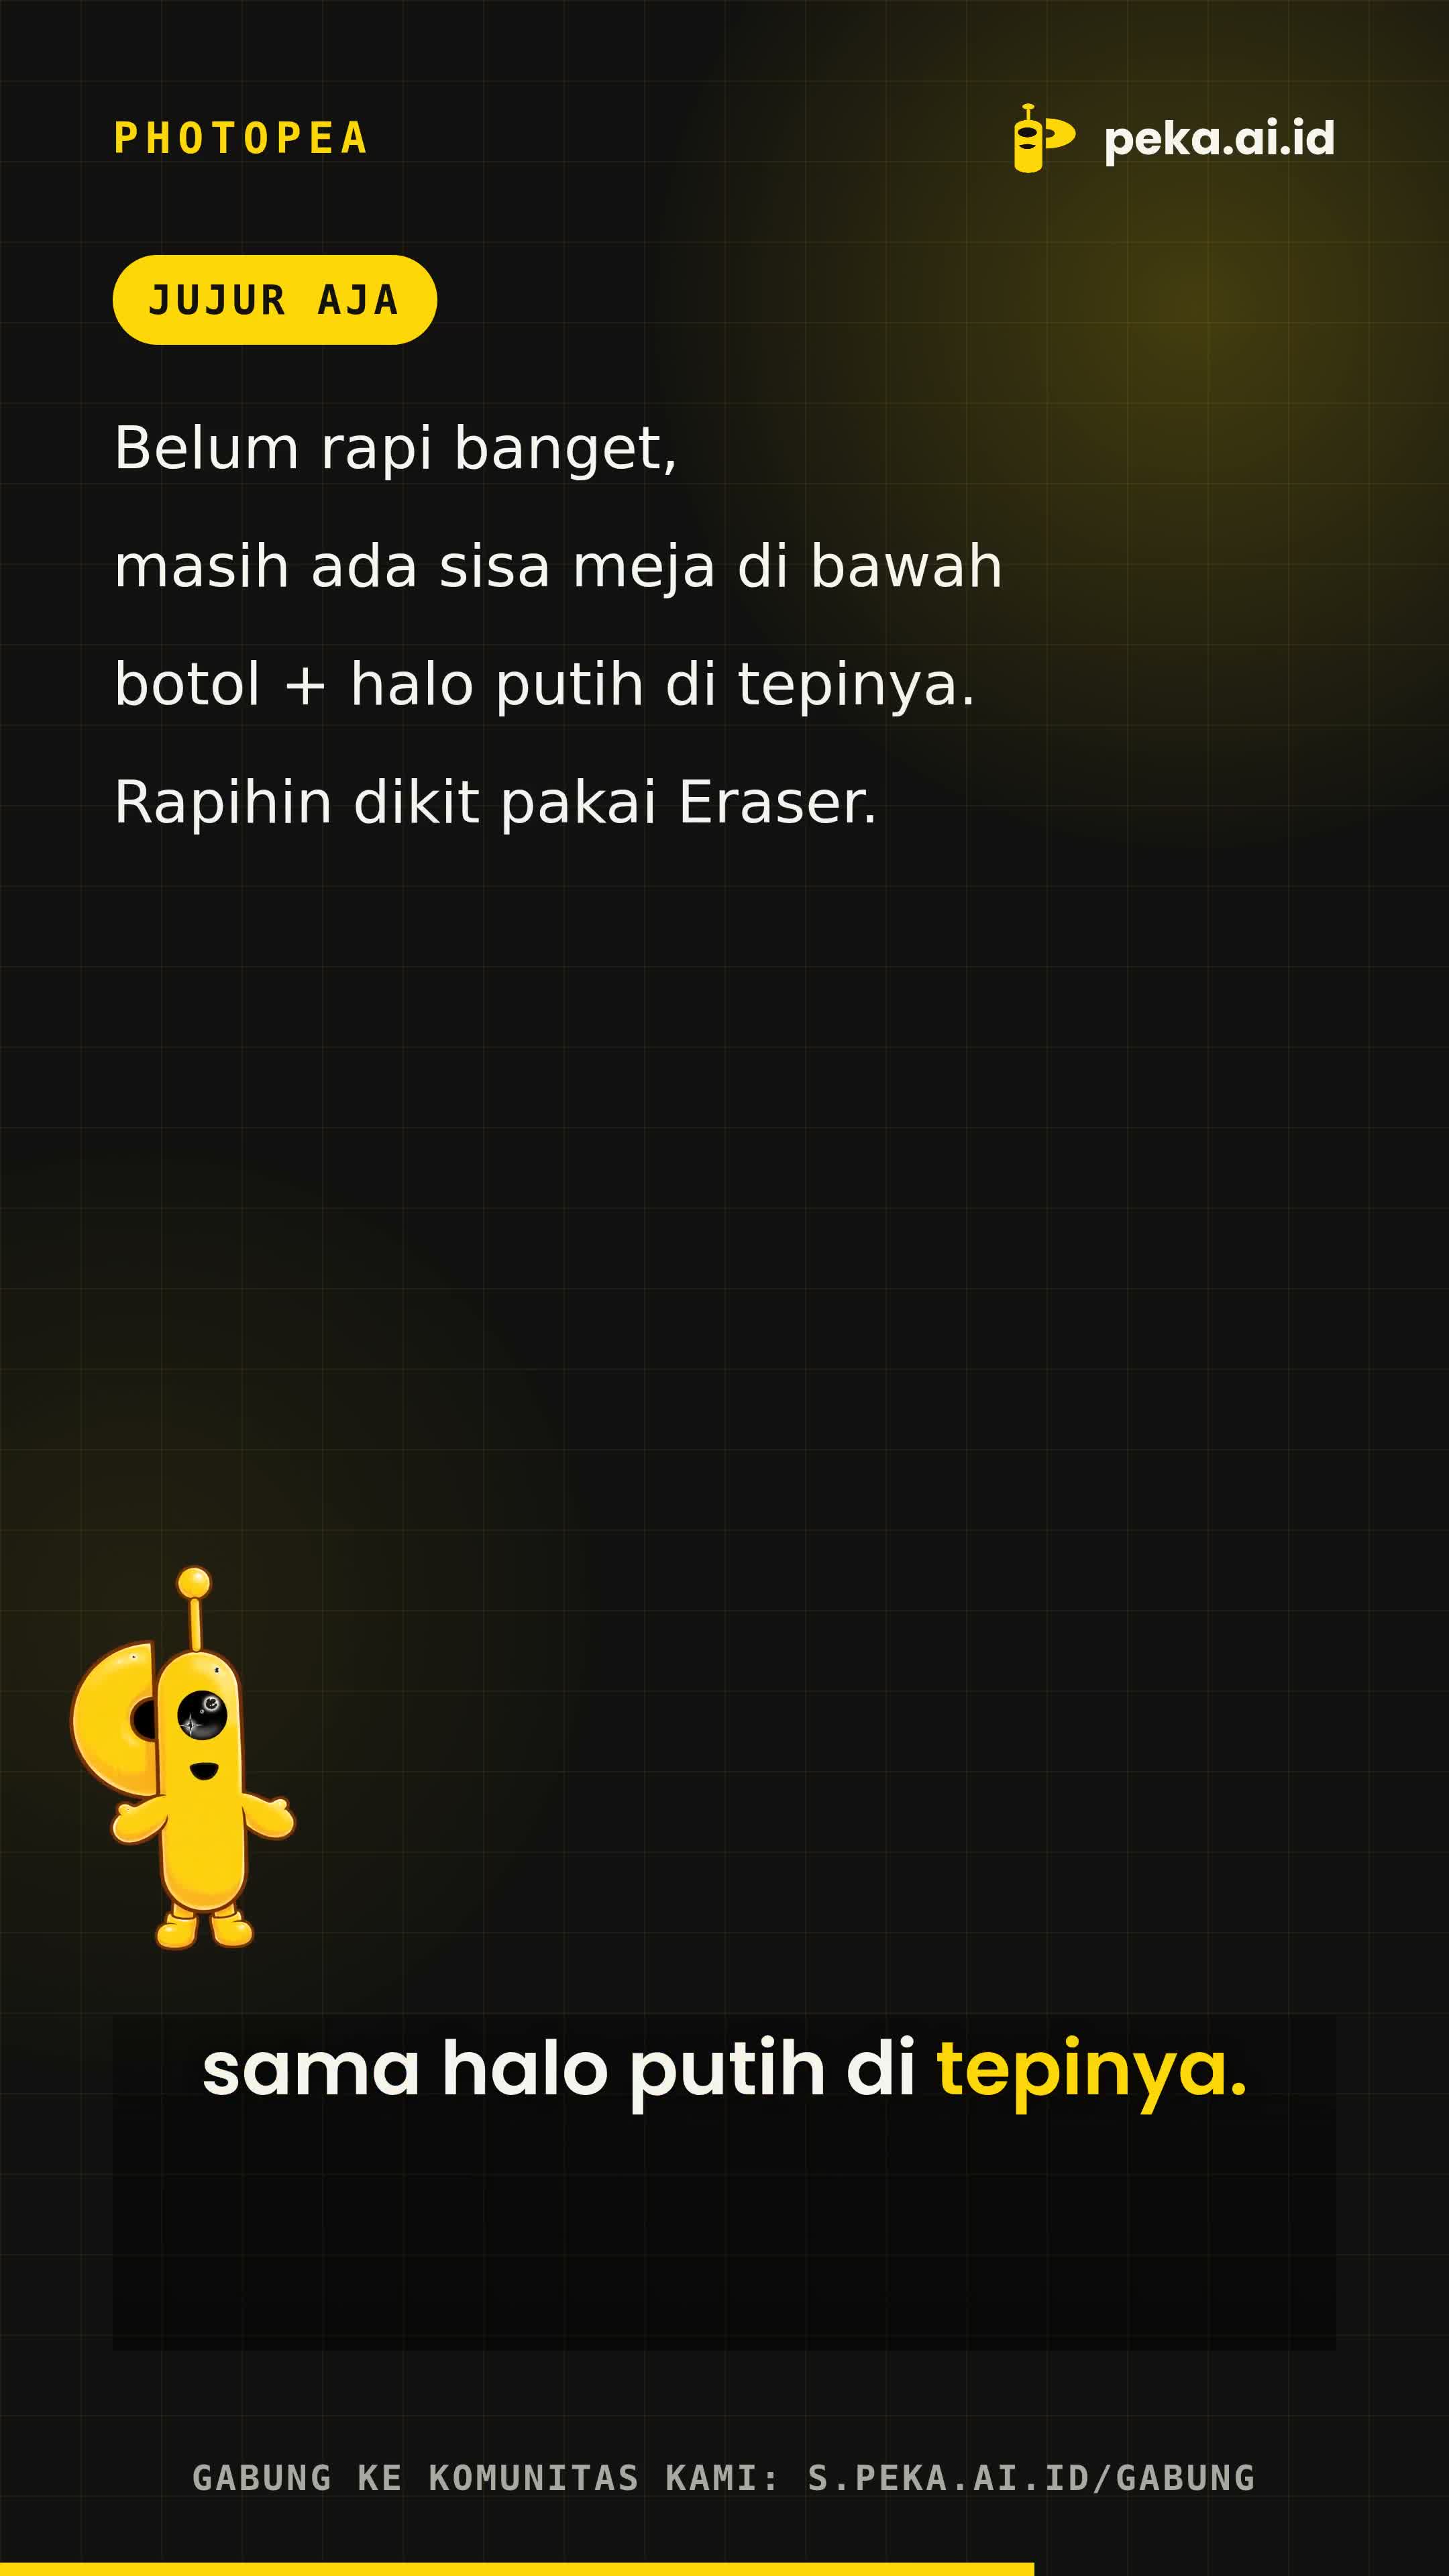 PHOTOPEA
peka.ai.id
JUJUR AJA
Belum rapi banget,
masih ada sisa meja di bawah
botol + halo putih di tepinya.
Rapihin dikit pakai Eraser.
sama halo putih di tepinya.
GABUNG KE KOMUNITAS KAMI: S.PEKA.AI.ID/GABUNG